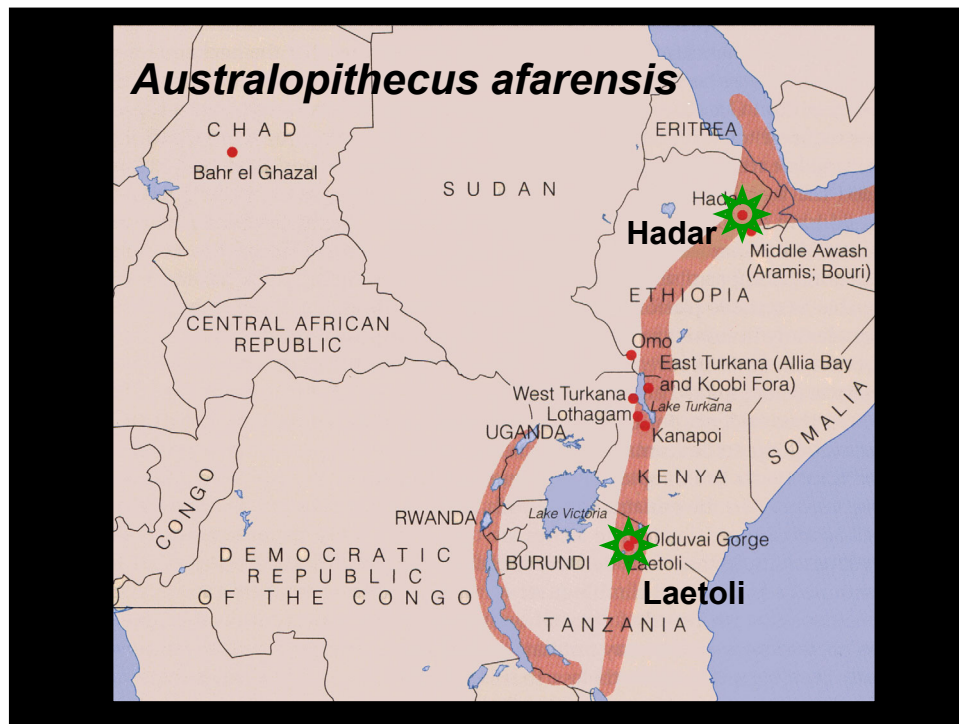 Australopithecus afarensis
CHAD
Bahr el Ghazal
SUDAN
ERITREA
Hada
Hadar
Middle Awash
(Aramis; Bouri)
ETHIOPIA
CENTRAL AFRICAN
REPUBLIC
Omo
East Turkana (Allia Bay
and Koobi Fora)
West Turkana
Lake Turkana
Lothagam
UGANDA
Kanapoi
SOMALIA
KENYA
CONGO
RWANDA
Lake Victoria
Olduvai Gorge
DEMOCRATIC
REPUBLIC
OF THE CONGO
BURUNDI
Laetoli
Laetoli
TANZANIA